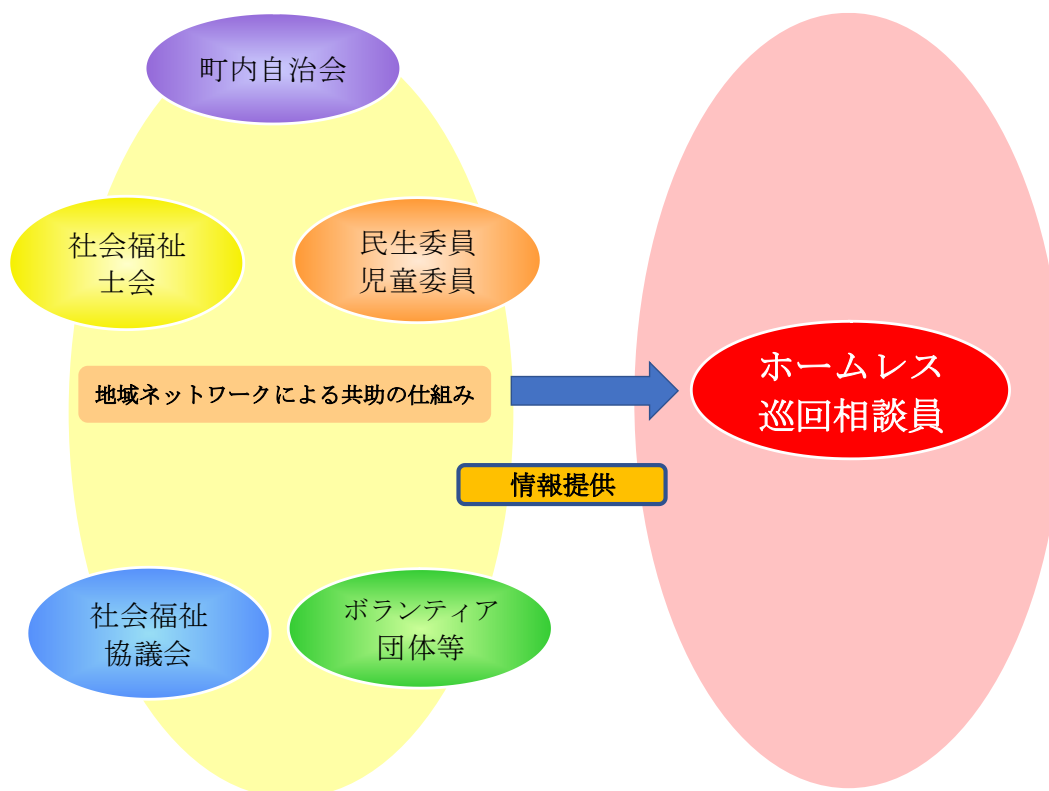 町内自治会
社会福祉
士会
民生委員
児童委員
地域ネットワークによる共助の仕組み
ホームレス
巡回相談員
情報提供
社会福祉
協議会
ボランティア
団体等